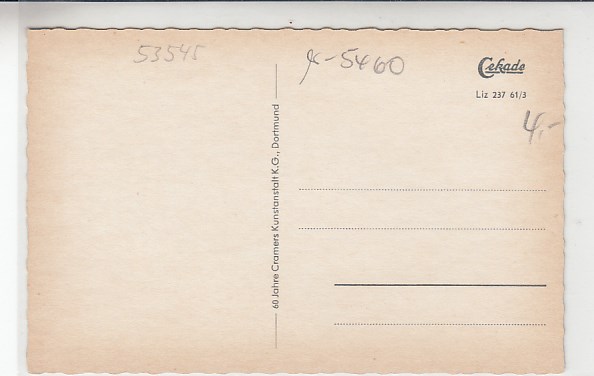 53545
-5460
Cekade
Liz 237 61/3
4,-
60 Jahre Cramers Kunstanstalt K.G., Dortmund